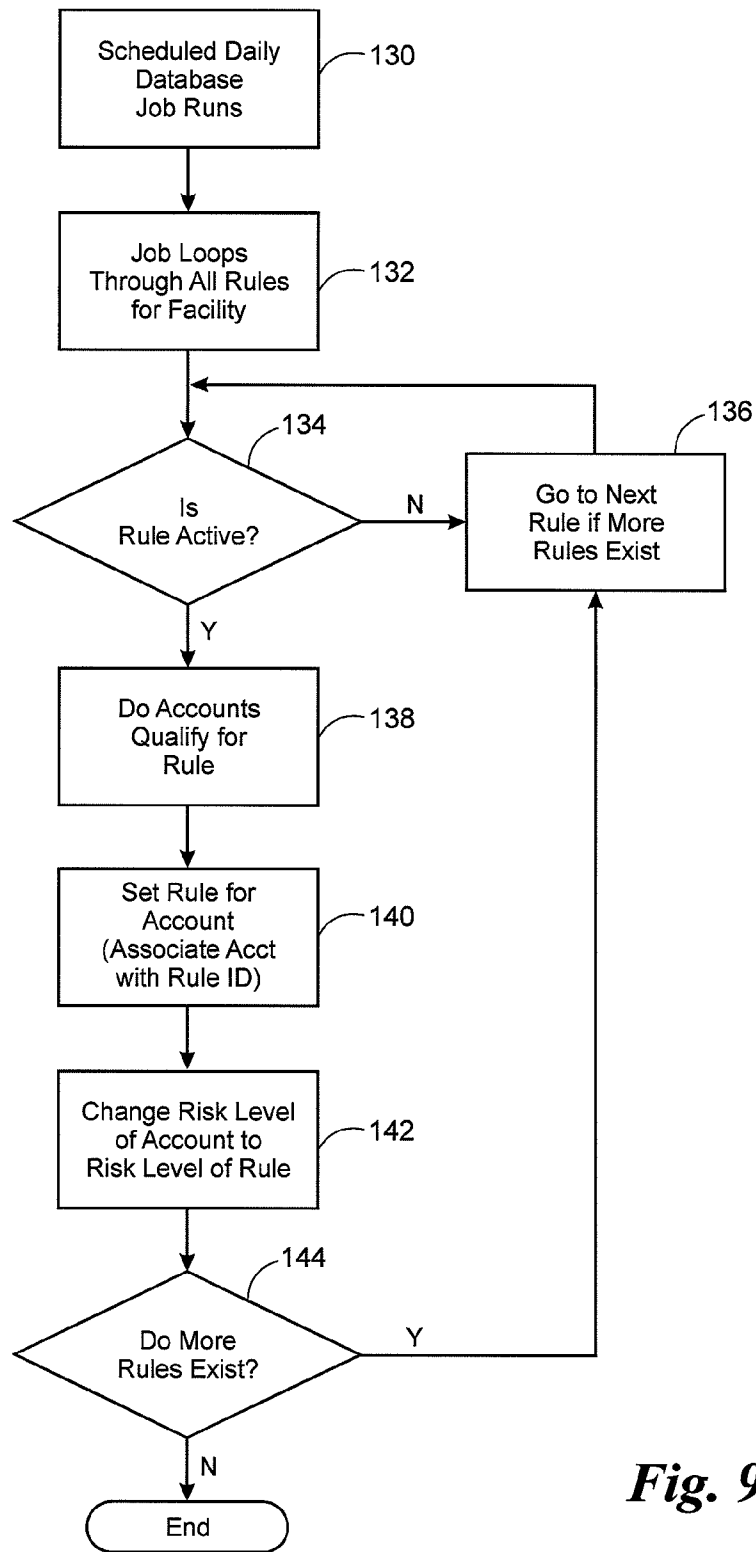 Scheduled Daily
Database
Job Runs
130
Job Loops
Through All Rules
for Facility
132
134
Is
Rule Active?
N
136
Go to Next
Rule if More
Rules Exist
Y
Do Accounts
Qualify for
Rule
138
Set Rule for
Account
(Associate Acct
with Rule ID)
140
Change Risk Level
of Account to
Risk Level of Rule
142
144
Do More
Rules Exist?
Y
N
End
Fig. 9